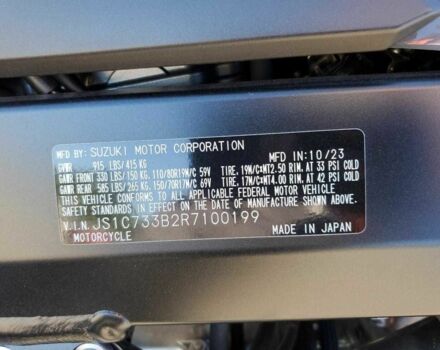 MFD. BY: SUZUKI MOTOR CORPORATION MFD.IN:10/23
GVWR 915 LBS/415 KG
GAWR FRONT 330 LBS/150 KG, 110/80R19M/C 59V TIRE, 19M/C×MT2.50 RIM, AT 33 PSI COLD
GAWR REAR 585 LBS/265 KG, 150/70R17M/C 69V TIRE, 17M/C×MT4.00 RIM, AT 42 PSI COLD
THIS VEHICLE CONFORMS TO ALL APPLICABLE FEDERAL MOTOR VEHICLE
SAFETY STANDARDS IN EFFECT ON THE DATE OF
MANUFACTURE SHOWN ABOVE.
V.I.N. JS1C733B2R7100199
MOTORCYCLE MADE IN JAPAN